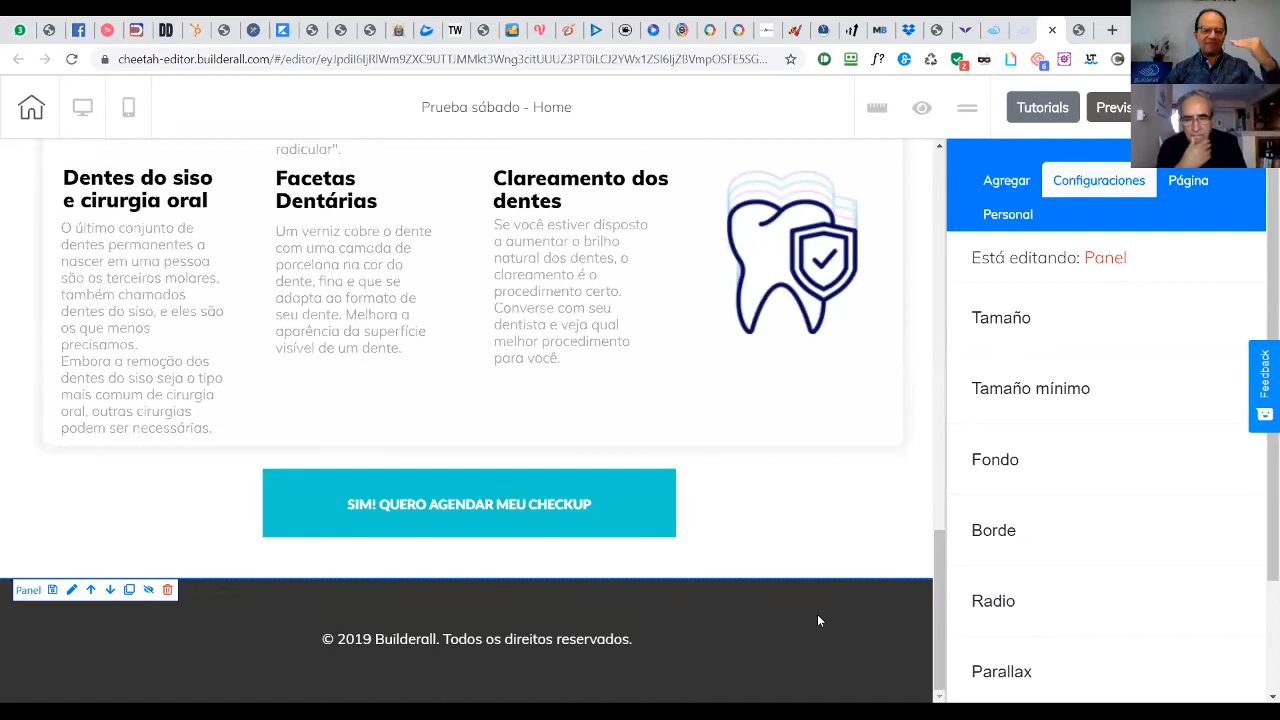 TW
MB
f?
2
6
Prueba sábado - Home
Tutorials
Previs
Builderall
radicular".
Dentes do siso
e cirurgia oral
O último conjunto de
dentes permanentes a
nascer em uma pessoa
são os terceiros molares,
também chamados
dentes do siso, e eles são
os que menos
precisamos.
Embora a remoção dos
dentes do siso seja o tipo
mais comum de cirurgia
oral, outras cirurgias
podem ser necessárias.
Facetas
Dentárias
Um verniz cobre o dente
com uma camada de
porcelana na cor do
dente, fina e que se
adapta ao formato de
seu dente. Melhora a
aparência da superfície
visível de um dente.
Clareamento dos
dentes
Se você estiver disposto
a aumentar o brilho
natural dos dentes, o
clareamento é o
procedimento certo.
Converse com seu
dentista e veja qual
melhor procedimento
para você.
SIM! QUERO AGENDAR MEU CHECKUP
Panel
© 2019 Builderall. Todos os direitos reservados.
Agregar
Configuraciones
Página
Personal
Está editando: Panel
Tamaño
Tamaño mínimo
Fondo
Borde
Radio
Parallax
Feedback